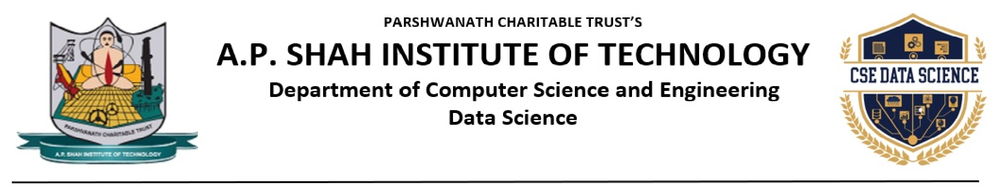 PARSHWANATH CHARITABLE TRUST'S
A.P. SHAH INSTITUTE OF TECHNOLOGY
Department of Computer Science and Engineering
Data Science
PARSHVANATH CHARITABLE TRUST
A.P. SHAH INSTITUTE OF TECHNOLOGY
CSE DATA SCIENCE